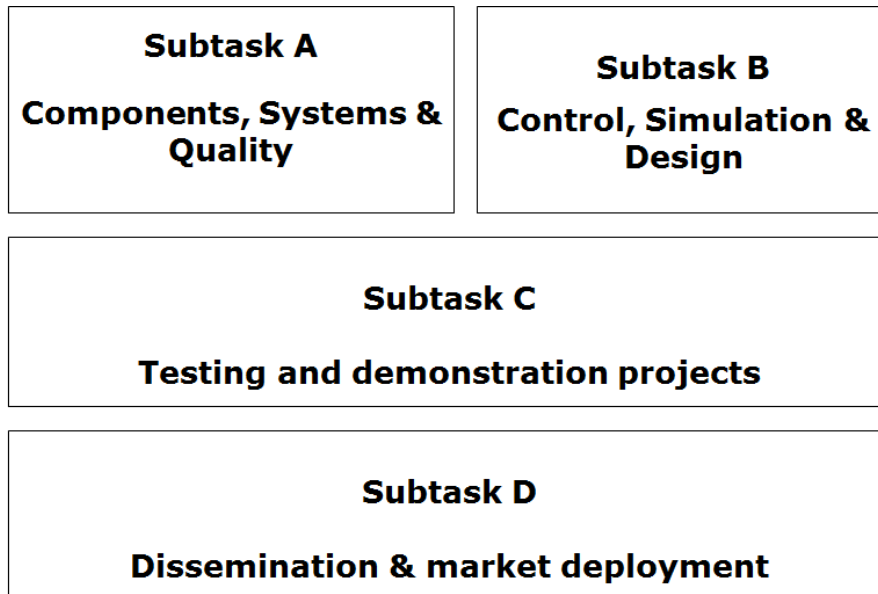 Subtask A
Components, Systems &
Quality
Subtask B
Control, Simulation &
Design
Subtask C
Testing and demonstration projects
Subtask D
Dissemination & market deployment